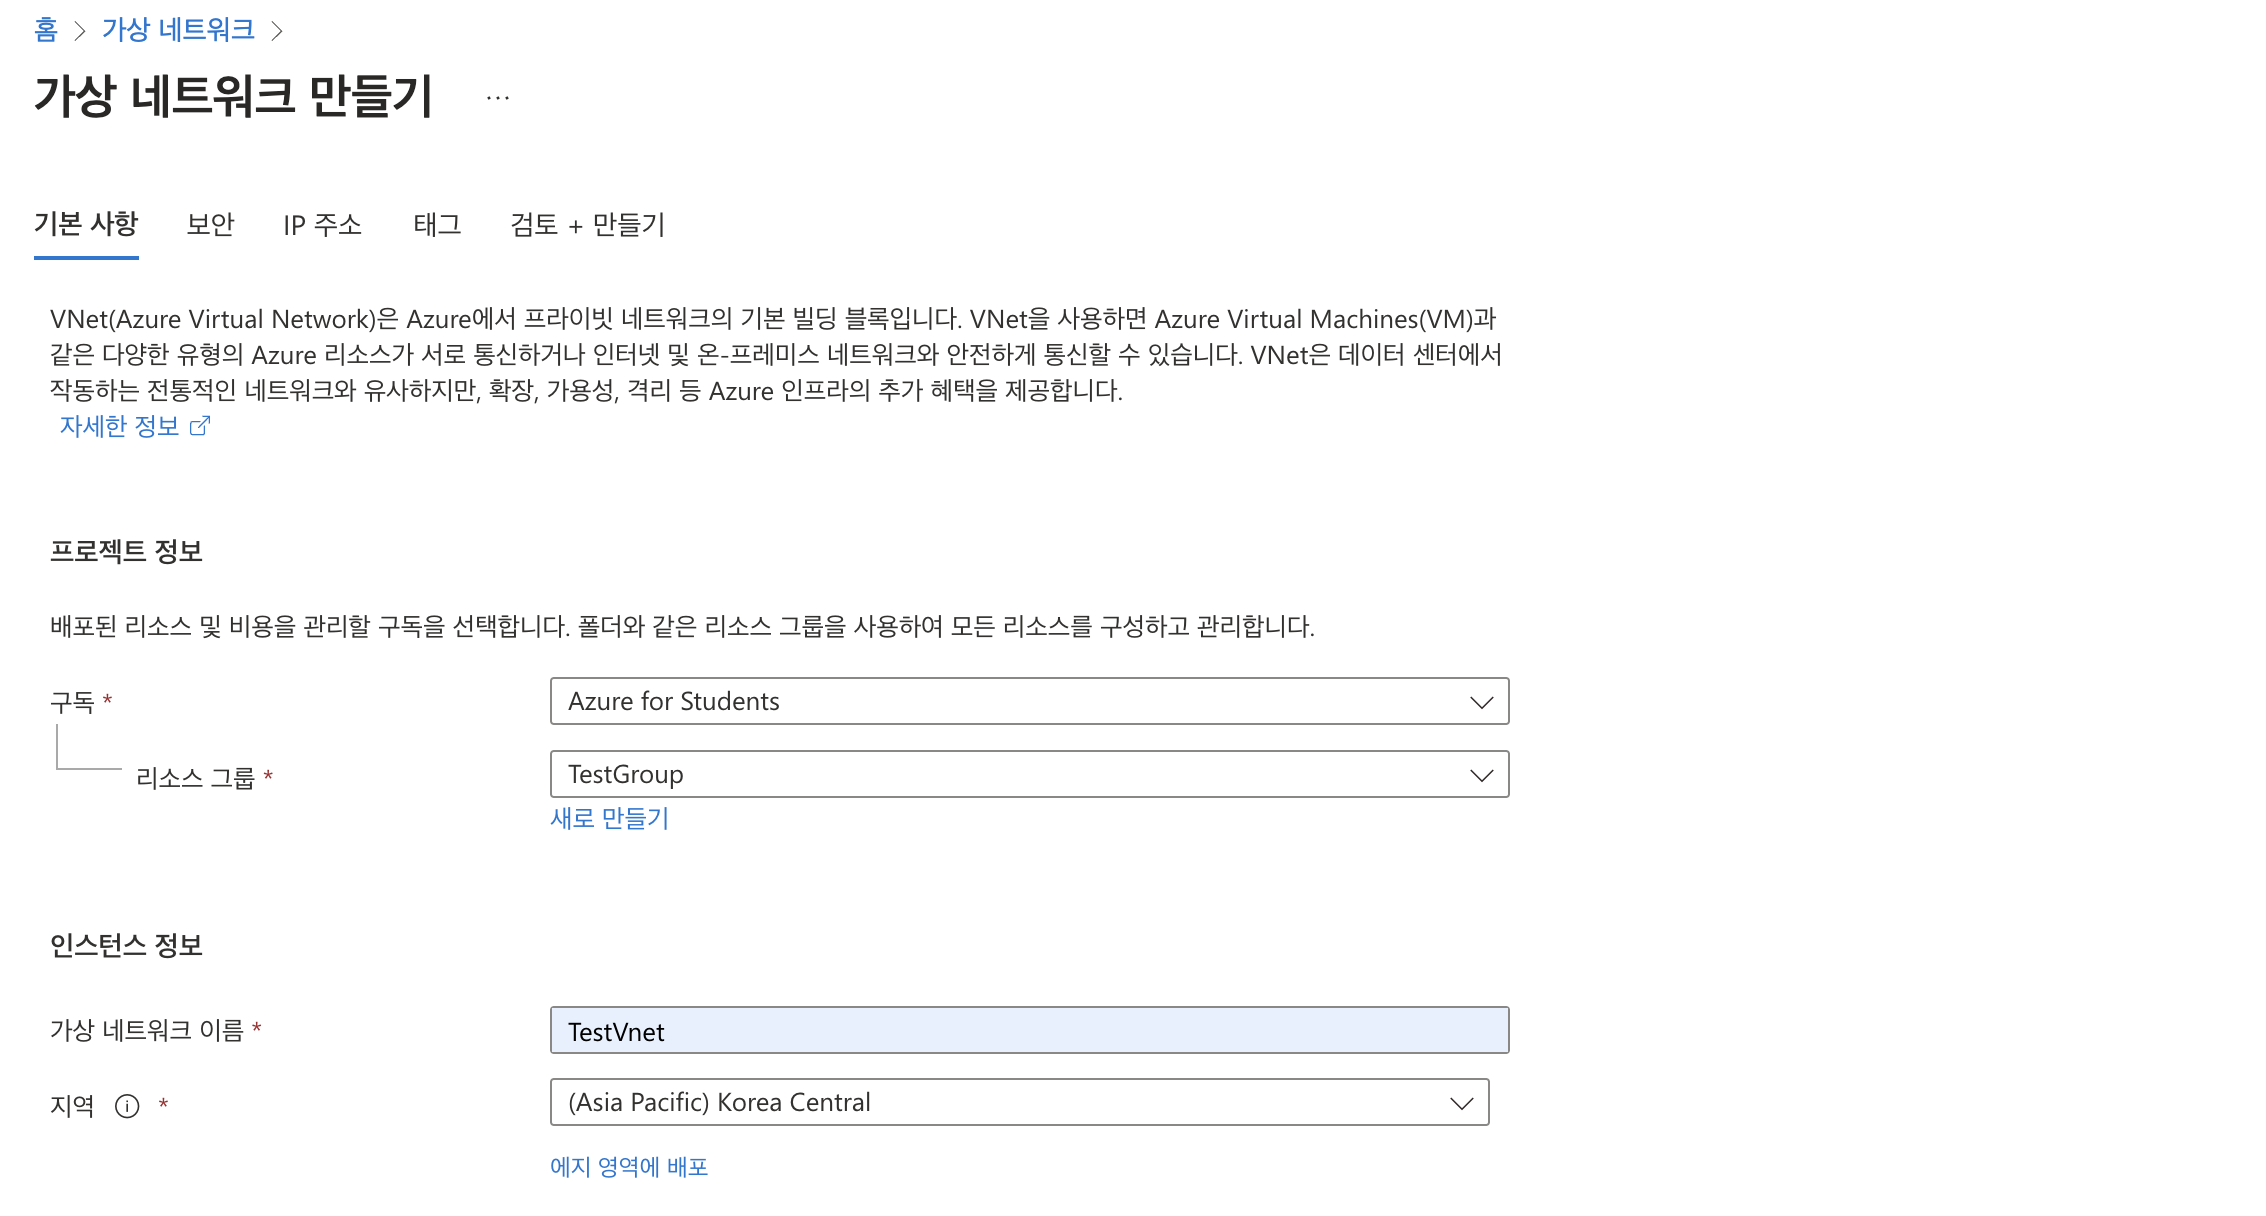 홈 > 가상 네트워크 >
가상 네트워크 만들기 ...
기본 사항 보안 IP 주소 태그 검토 + 만들기
VNet(Azure Virtual Network)은 Azure에서 프라이빗 네트워크의 기본 빌딩 블록입니다. VNet을 사용하면 Azure Virtual Machines(VM)과
같은 다양한 유형의 Azure 리소스가 서로 통신하거나 인터넷 및 온-프레미스 네트워크와 안전하게 통신할 수 있습니다. VNet은 데이터 센터에서
작동하는 전통적인 네트워크와 유사하지만, 확장, 가용성, 격리 등 Azure 인프라의 추가 혜택을 제공합니다.
자세한 정보
프로젝트 정보
배포된 리소스 및 비용을 관리할 구독을 선택합니다. 폴더와 같은 리소스 그룹을 사용하여 모든 리소스를 구성하고 관리합니다.
구독 * Azure for Students
리소스 그룹 * TestGroup
새로 만들기
인스턴스 정보
가상 네트워크 이름 * TestVnet
지역 * (Asia Pacific) Korea Central
에지 영역에 배포